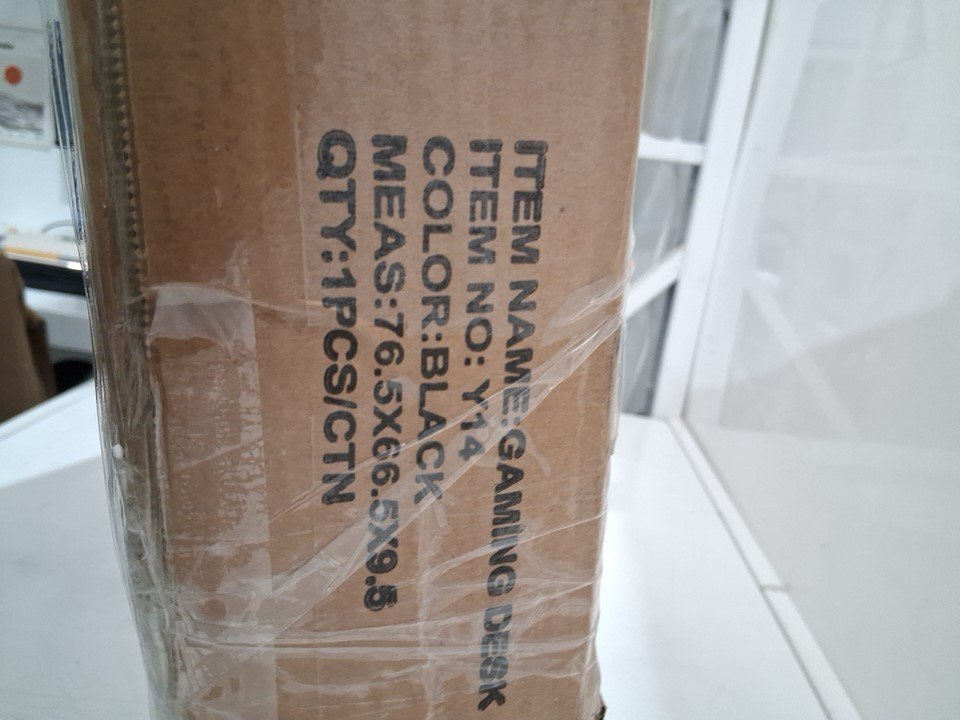 ITEM NAME:GAMING DESK
ITEM NO: Y14
COLOR:BLACK
MEAS:76.5X66.5X9.5
QTY:1PCS/CTN